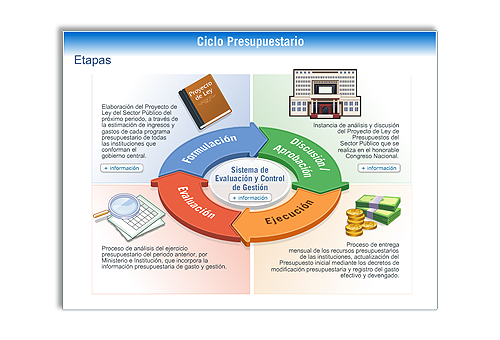 Ciclo Presupuestario
Etapas
Elaboración del Proyecto de
Ley del Sector Público del
próximo periodo, a través de
la estimación de ingresos y
gastos de cada programa
presupuestario de todas
las instituciones que
conforman el
gobierno central.
+ información
Proyecto
de Ley
Instancia de análisis y discusión
del Proyecto de Ley de
Presupuestos del
Sector Público que
se realiza en el honorable
Congreso Nacional.
+ información
Formulación
Discusión/
Aprobación
Sistema de
Evaluación y Control
de Gestión
+ información
Evaluación
Ejecución
Proceso de análisis del ejercicio
presupuestario del periodo anterior, por
Ministerio e Institución, que incorpora la
información presupuestaria de gasto y gestión.
Proceso de entrega
mensual de los recursos presupuestarios
de las instituciones, actualización del
Presupuesto inicial mediante los decretos de
modificación presupuestaria y registro del gasto
efectivo y devengado.